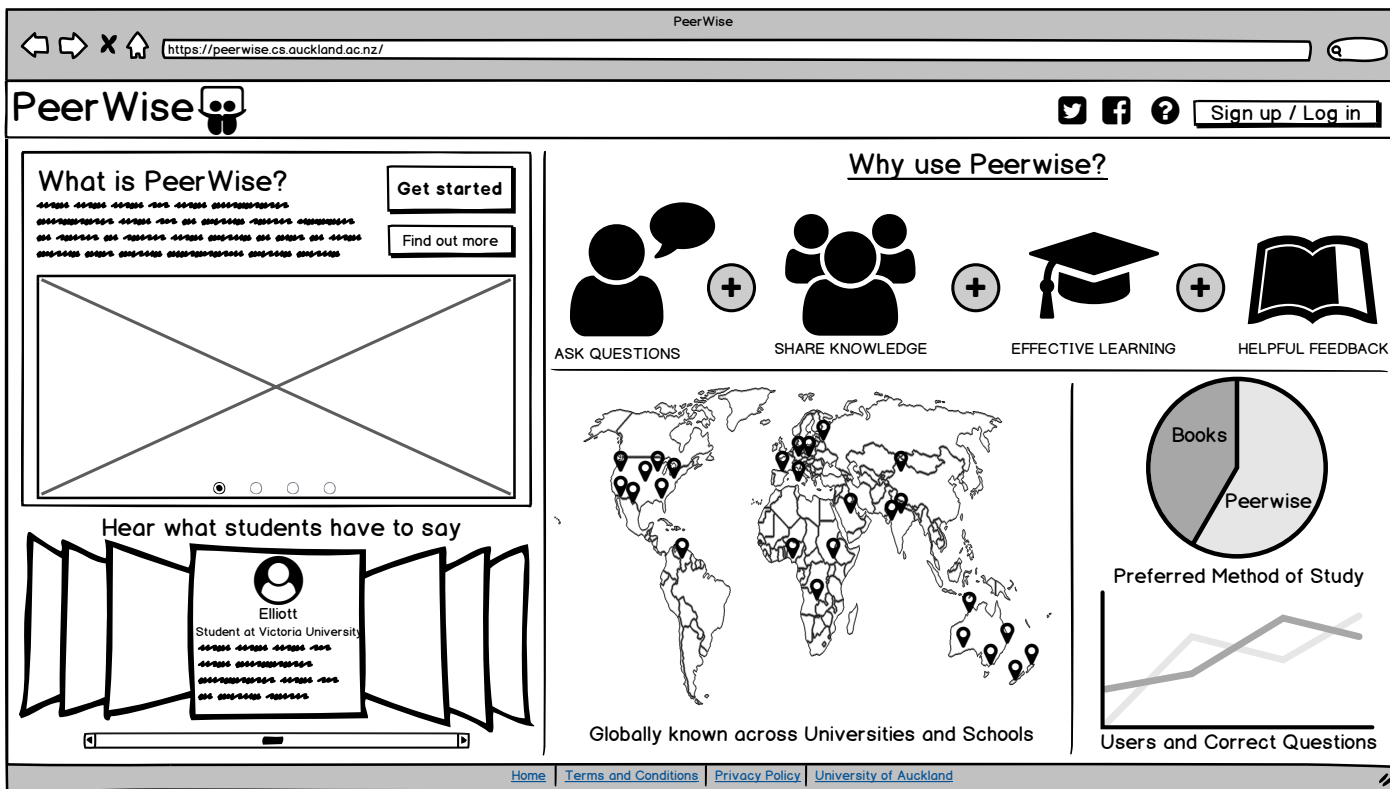 PeerWise
https://peerwise.cs.auckland.ac.nz/
PeerWise
Sign up / Log in
What is PeerWise?
Get started
Find out more
Why use Peerwise?
ASK QUESTIONS
SHARE KNOWLEDGE
EFFECTIVE LEARNING
HELPFUL FEEDBACK
Hear what students have to say
Elliott
Student at Victoria University
Globally known across Universities and Schools
Books
Peerwise
Preferred Method of Study
Users and Correct Questions
Home
Terms and Conditions
Privacy Policy
University of Auckland